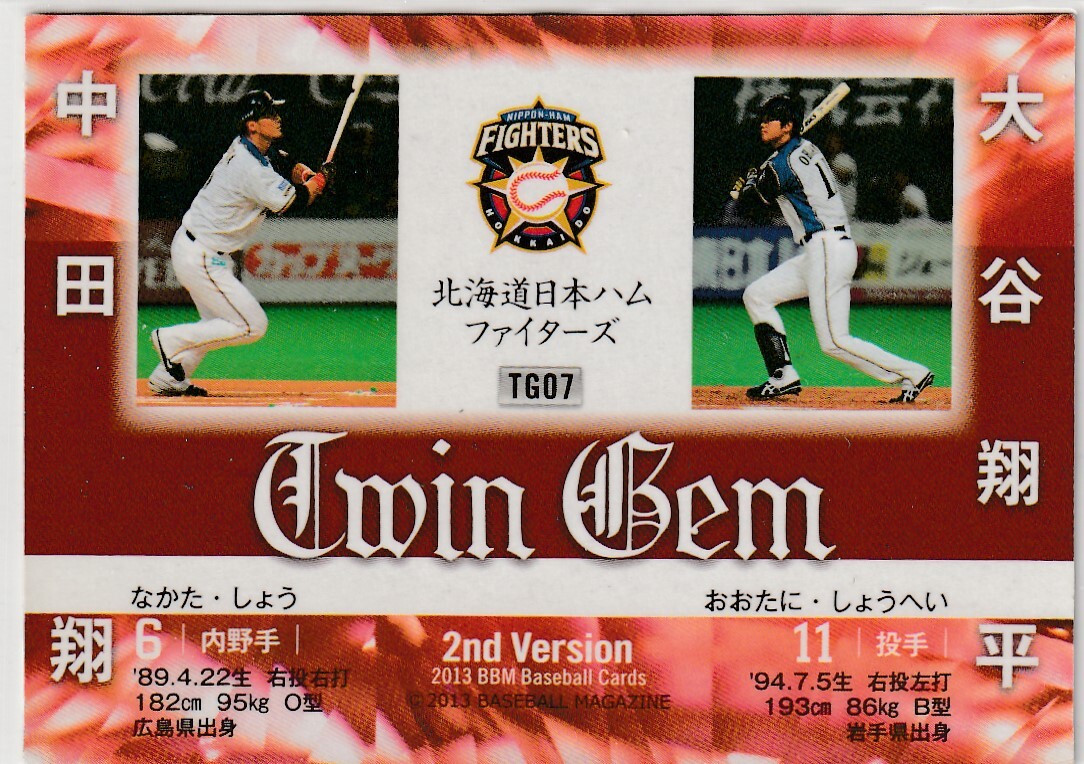 中田翔
大谷翔平
NIPPON-HAM
FIGHTERS
HOKKAIDO
北海道日本ハム
ファイターズ
TG07
Twin Gem
なかた・しょう
おおたに・しょうへい
6 | 内野手 |
'89.4.22生 右投右打
182cm 95kg O型
広島県出身
2nd Version
2013 BBM Baseball Cards
© 2013 BASEBALL MAGAZINE
11 | 投手 |
'94.7.5生 右投左打
193cm 86kg B型
岩手県出身